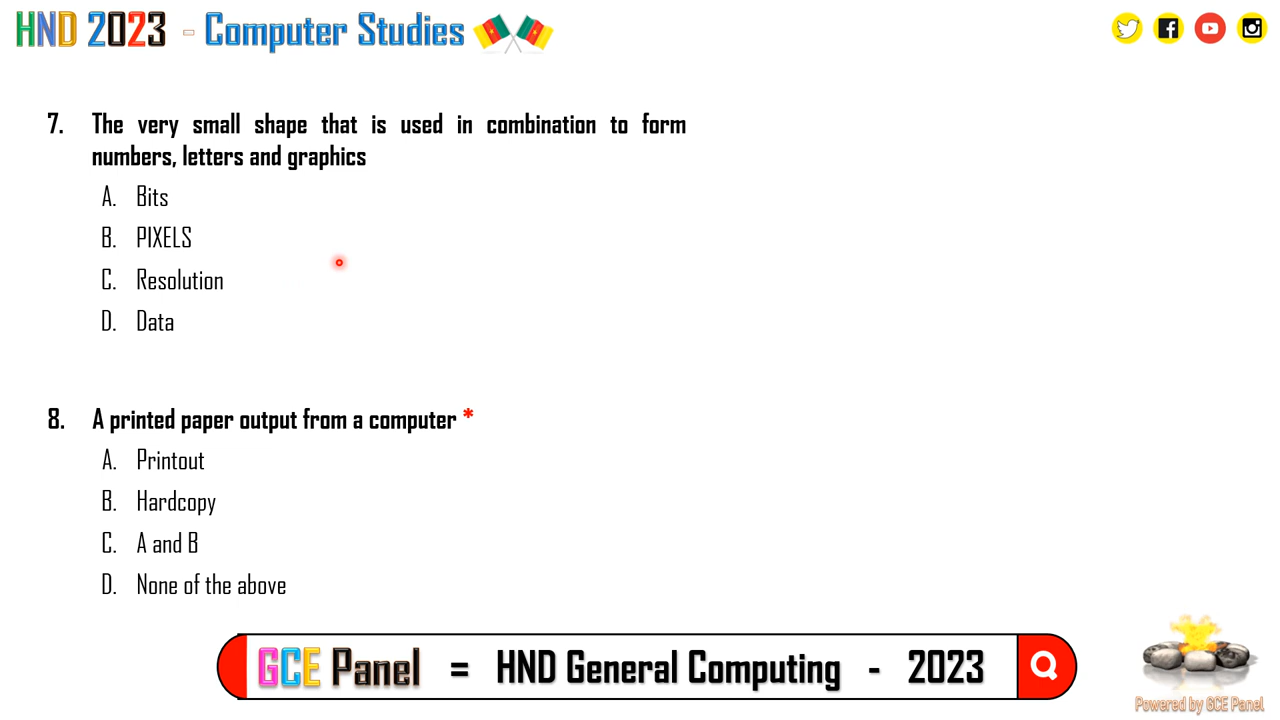 HND 2023 - Computer Studies
7. The very small shape that is used in combination to form
numbers, letters and graphics
A. Bits
B. PIXELS
C. Resolution
D. Data
8. A printed paper output from a computer *
A. Printout
B. Hardcopy
C. A and B
D. None of the above
GCE Panel = HND General Computing - 2023
Powered by GCE Panel